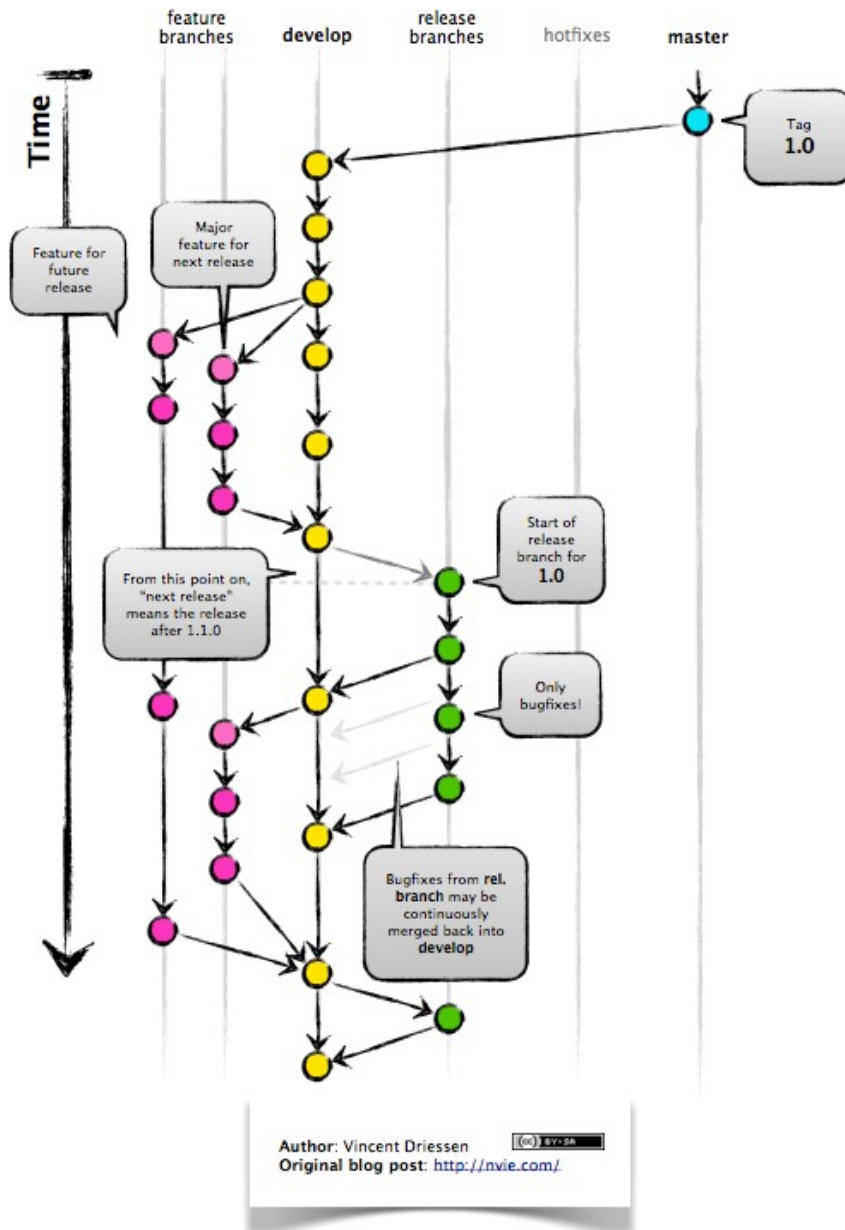 feature
branches
develop
release
branches
hotfixes
master
Time
Tag
1.0
Feature for
future
release
Major
feature for
next release
Start of
release
branch for
1.0
From this point on,
"next release"
means the release
after 1.1.0
Only
bugfixes!
Bugfixes from rel.
branch may be
continuously
merged back into
develop
Author: Vincent Driessen
(cc) BY-SA
Original blog post: http://nvie.com/